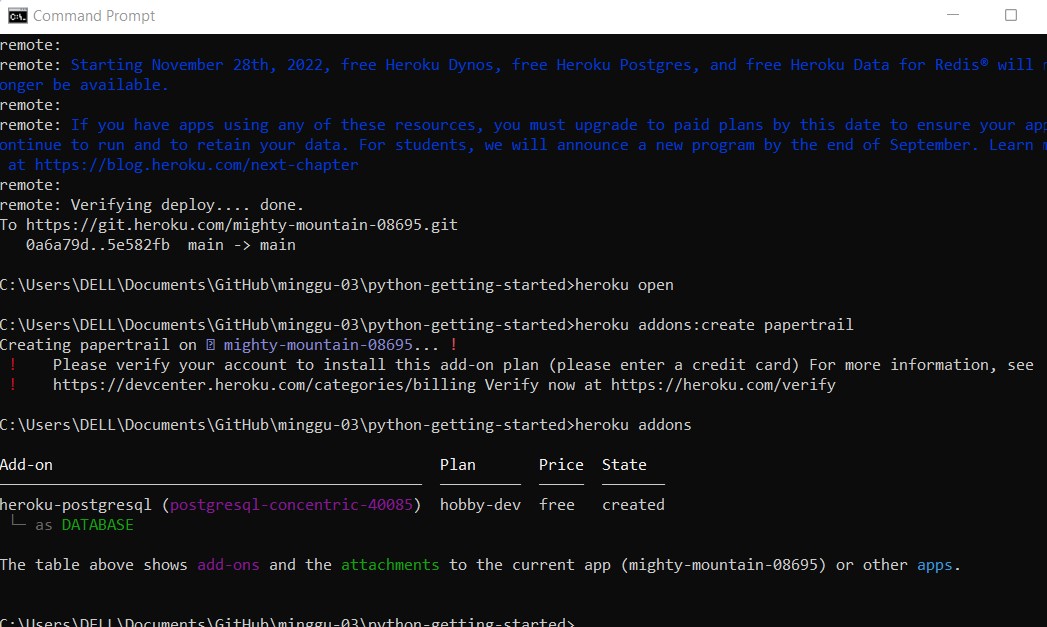 Command Prompt
remote:
remote: Starting November 28th, 2022, free Heroku Dynos, free Heroku Postgres, and free Heroku Data for Redis® will
onger be available.
remote:
remote: If you have apps using any of these resources, you must upgrade to paid plans by this date to ensure your app
ontinue to run and to retain your data. For students, we will announce a new program by the end of September. Learn
at https://blog.heroku.com/next-chapter
remote:
remote: Verifying deploy.... done.
To https://git.heroku.com/mighty-mountain-08695.git
0a6a79d..5e582fb  main -> main
C:\Users\DELL\Documents\GitHub\minggu-03\python-getting-started>heroku open
C:\Users\DELL\Documents\GitHub\minggu-03\python-getting-started>heroku addons:create papertrail
Creating papertrail on ⍰ mighty-mountain-08695... !
!    Please verify your account to install this add-on plan (please enter a credit card) For more information, see
!    https://devcenter.heroku.com/categories/billing Verify now at https://heroku.com/verify
C:\Users\DELL\Documents\GitHub\minggu-03\python-getting-started>heroku addons
Add-on Plan Price State
heroku-postgresql (postgresql-concentric-40085) hobby-dev free created
└─ as DATABASE
The table above shows add-ons and the attachments to the current app (mighty-mountain-08695) or other apps.
C:\Users\DELL\Documents\GitHub\minggu-03\python-getting-started>